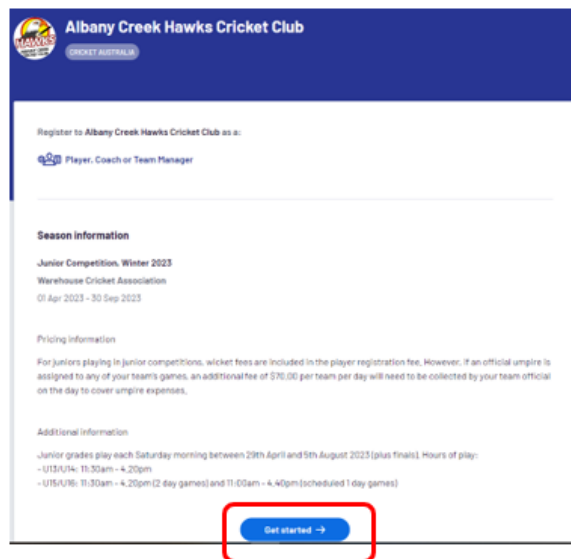 Albany Creek Hawks Cricket Club
HAWKS
CRICKET AUSTRALIA
Register to Albany Creek Hawks Cricket Club as a:
Player, Coach or Team Manager
Season information
Junior Competition, Winter 2023
Warehouse Cricket Association
01 Apr 2023 - 30 Sep 2023
Pricing information
For juniors playing in junior competitions, wicket fees are included in the player registration fee. However, if an official umpire is
assigned to any of your team's games, an additional fee of $70.00 per team per day will need to be collected by your team official
on the day to cover umpire expenses.
Additional information
Junior grades play each Saturday morning between 29th April and 5th August 2023 (plus finals). Hours of play:
- U13/U14: 11:30am - 4.20pm
- U15/U16: 11:30am - 4.20pm (2 day games) and 11:00am - 4.40pm (scheduled 1 day games)
Get started →